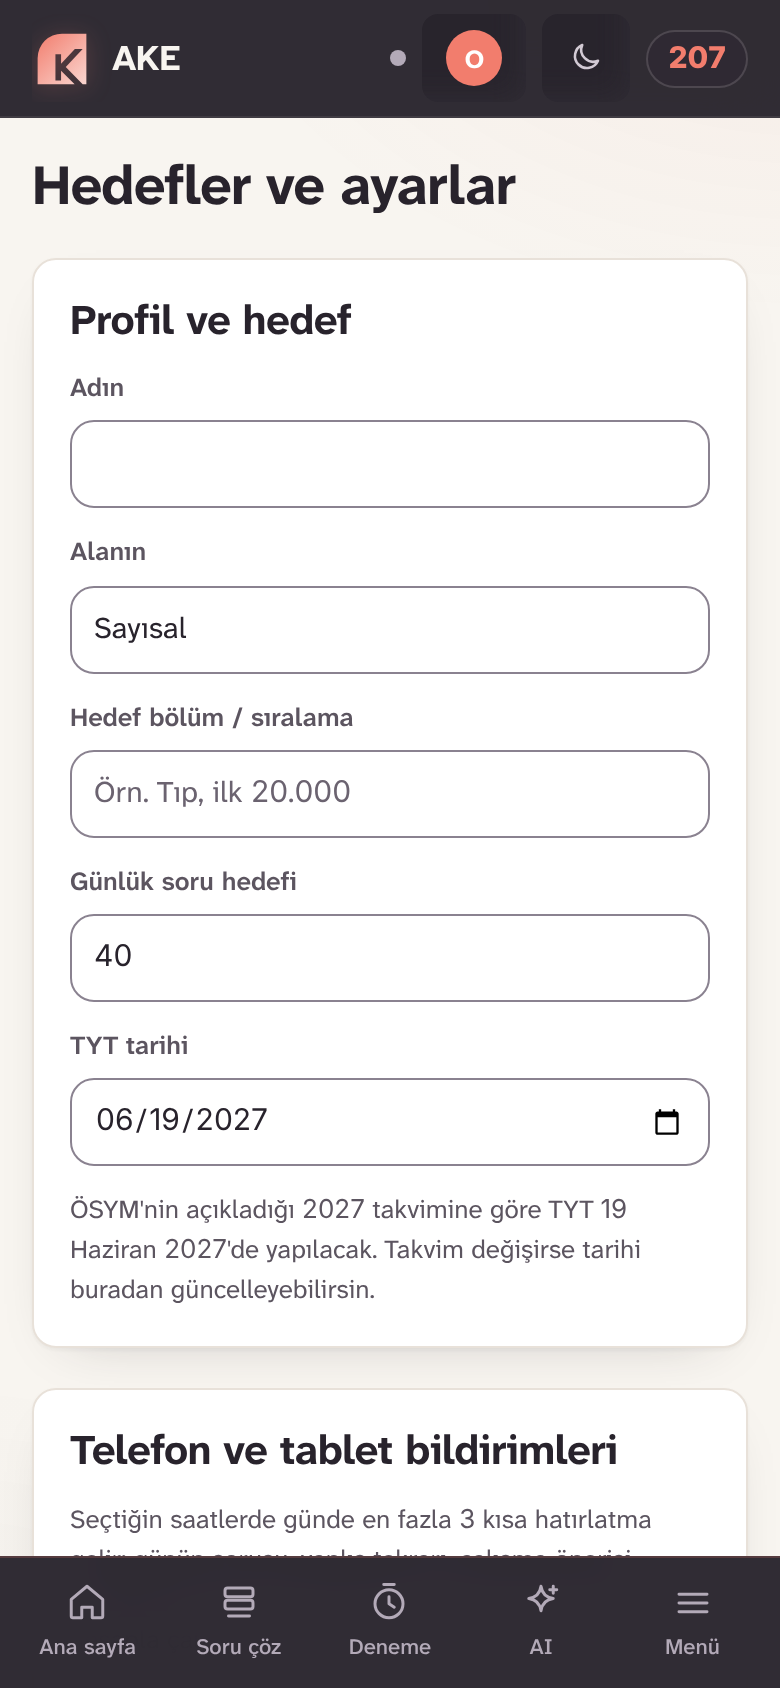 K AKE
O
207
Hedefler ve ayarlar
Profil ve hedef
Adın
Alanın
Sayısal
Hedef bölüm / sıralama
Örn. Tıp, ilk 20.000
Günlük soru hedefi
40
TYT tarihi
06/19/2027
ÖSYM'nin açıkladığı 2027 takvimine göre TYT 19
Haziran 2027'de yapılacak. Takvim değişirse tarihi
buradan güncelleyebilirsin.
Telefon ve tablet bildirimleri
Seçtiğin saatlerde günde en fazla 3 kısa hatırlatma
Ana sayfa
Soru çöz
Deneme
AI
Menü